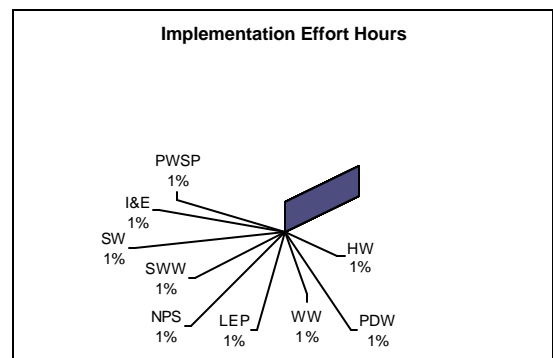 Implementation Effort Hours
PWSP
1%
I&E
1%
SW
1%
SWW
1%
NPS
1%
LEP
1%
WW
1%
PDW
1%
HW
1%